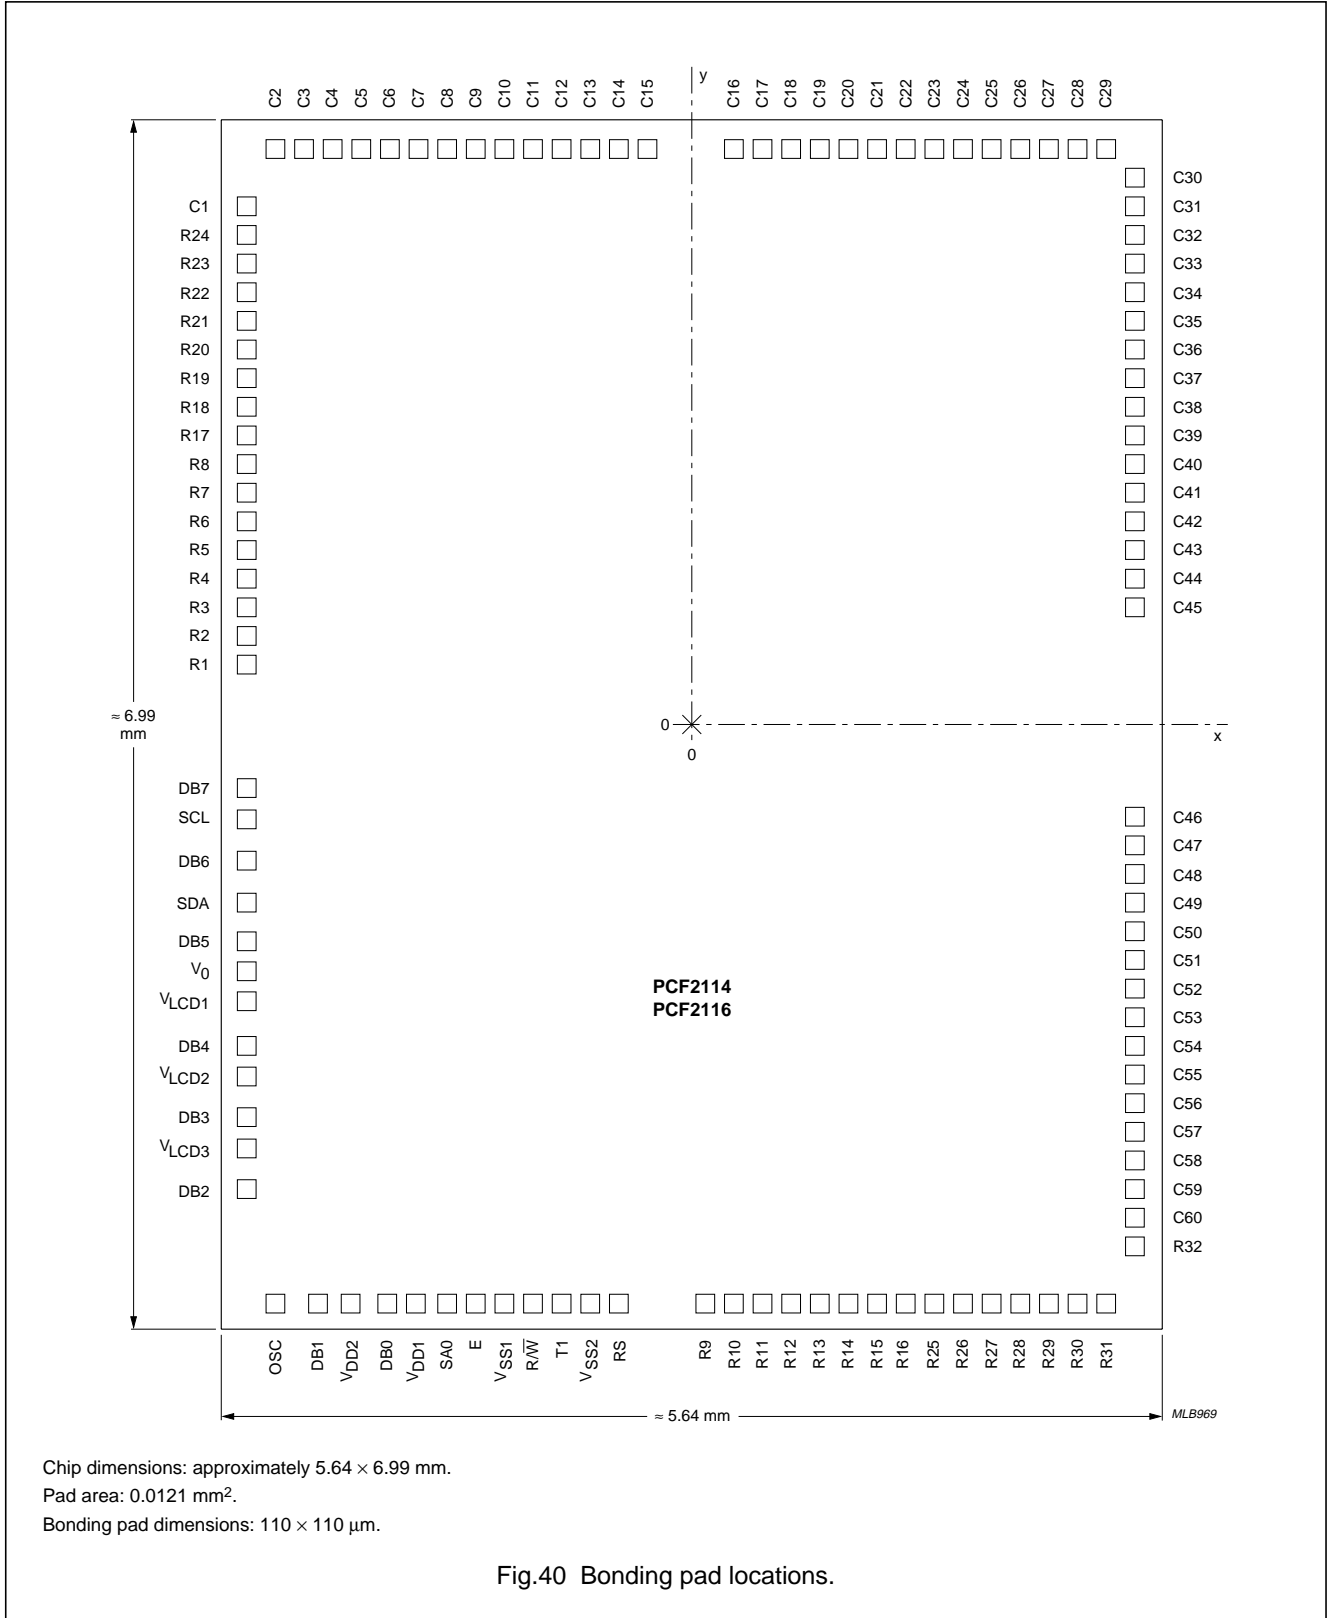 C2 C3 C4 C5 C6 C7 C8 C9 C10 C11 C12 C13 C14 C15 y C16 C17 C18 C19 C20 C21 C22 C23 C24 C25 C26 C27 C28 C29
C30
C1 C31
R24 C32
R23 C33
R22 C34
R21 C35
R20 C36
R19 C37
R18 C38
R17 C39
R8 C40
R7 C41
R6 C42
R5 C43
R4 C44
R3 C45
R2
R1
≈ 6.99
mm
0
x
0
DB7
SCL C46
C47
DB6
C48
SDA C49
C50
DB5
V0 C51
C52
VLCD1
C53
DB4 C54
VLCD2 C55
C56
DB3
C57
VLCD3
C58
DB2 C59
C60
R32
PCF2114
PCF2116
OSC DB1 VDD2 DB0 VDD1 SA0 E VSS1 R/W̅ T1 VSS2 RS R9 R10 R11 R12 R13 R14 R15 R16 R25 R26 R27 R28 R29 R30 R31
≈ 5.64 mm
MLB969
Chip dimensions: approximately 5.64 × 6.99 mm.
Pad area: 0.0121 mm².
Bonding pad dimensions: 110 × 110 µm.
Fig.40 Bonding pad locations.